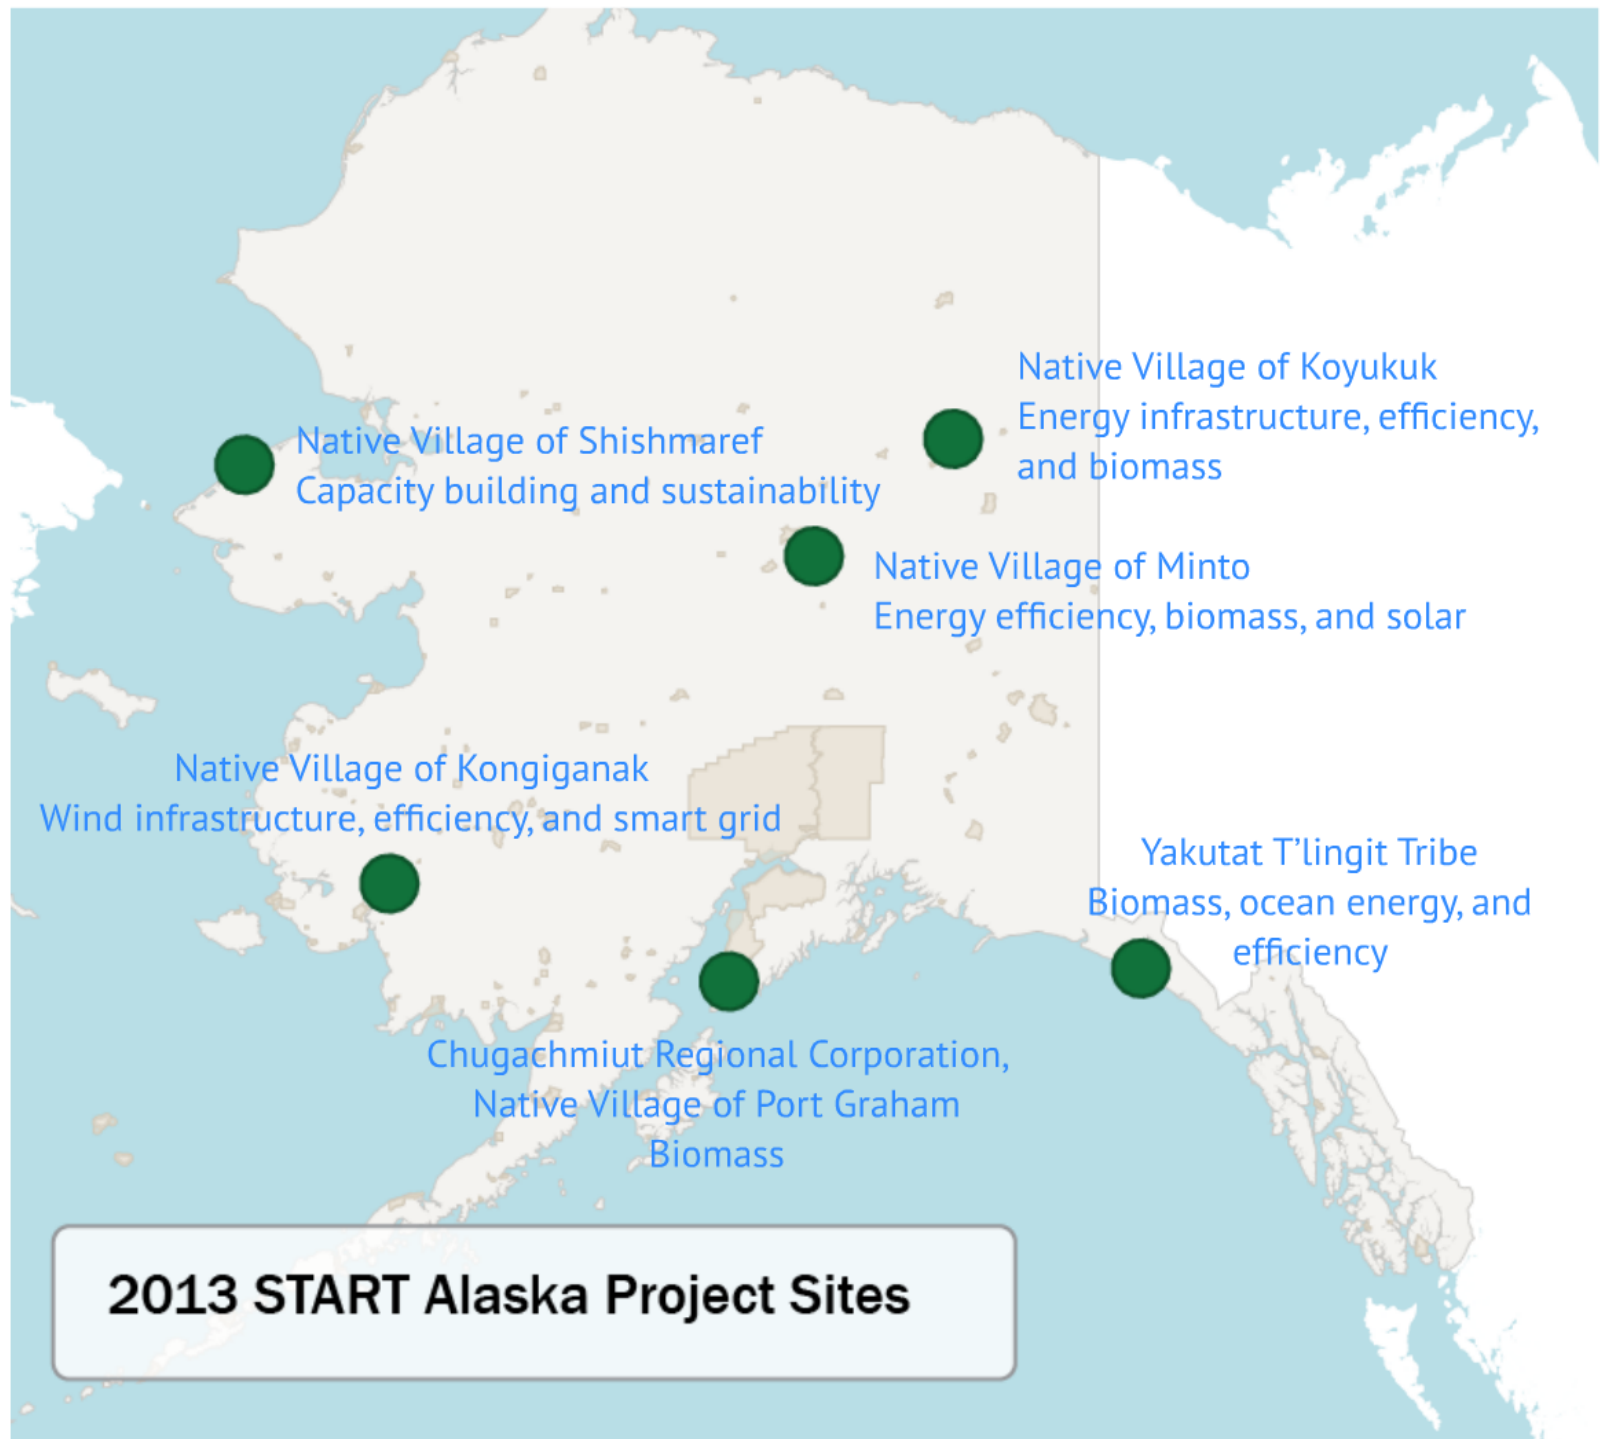 Native Village of Koyukuk
Energy infrastructure, efficiency,
and biomass
Native Village of Shishmaref
Capacity building and sustainability
Native Village of Minto
Energy efficiency, biomass, and solar
Native Village of Kongiganak
Wind infrastructure, efficiency, and smart grid
Yakutat T’lingit Tribe
Biomass, ocean energy, and
efficiency
Chugachmiut Regional Corporation,
Native Village of Port Graham
Biomass
2013 START Alaska Project Sites